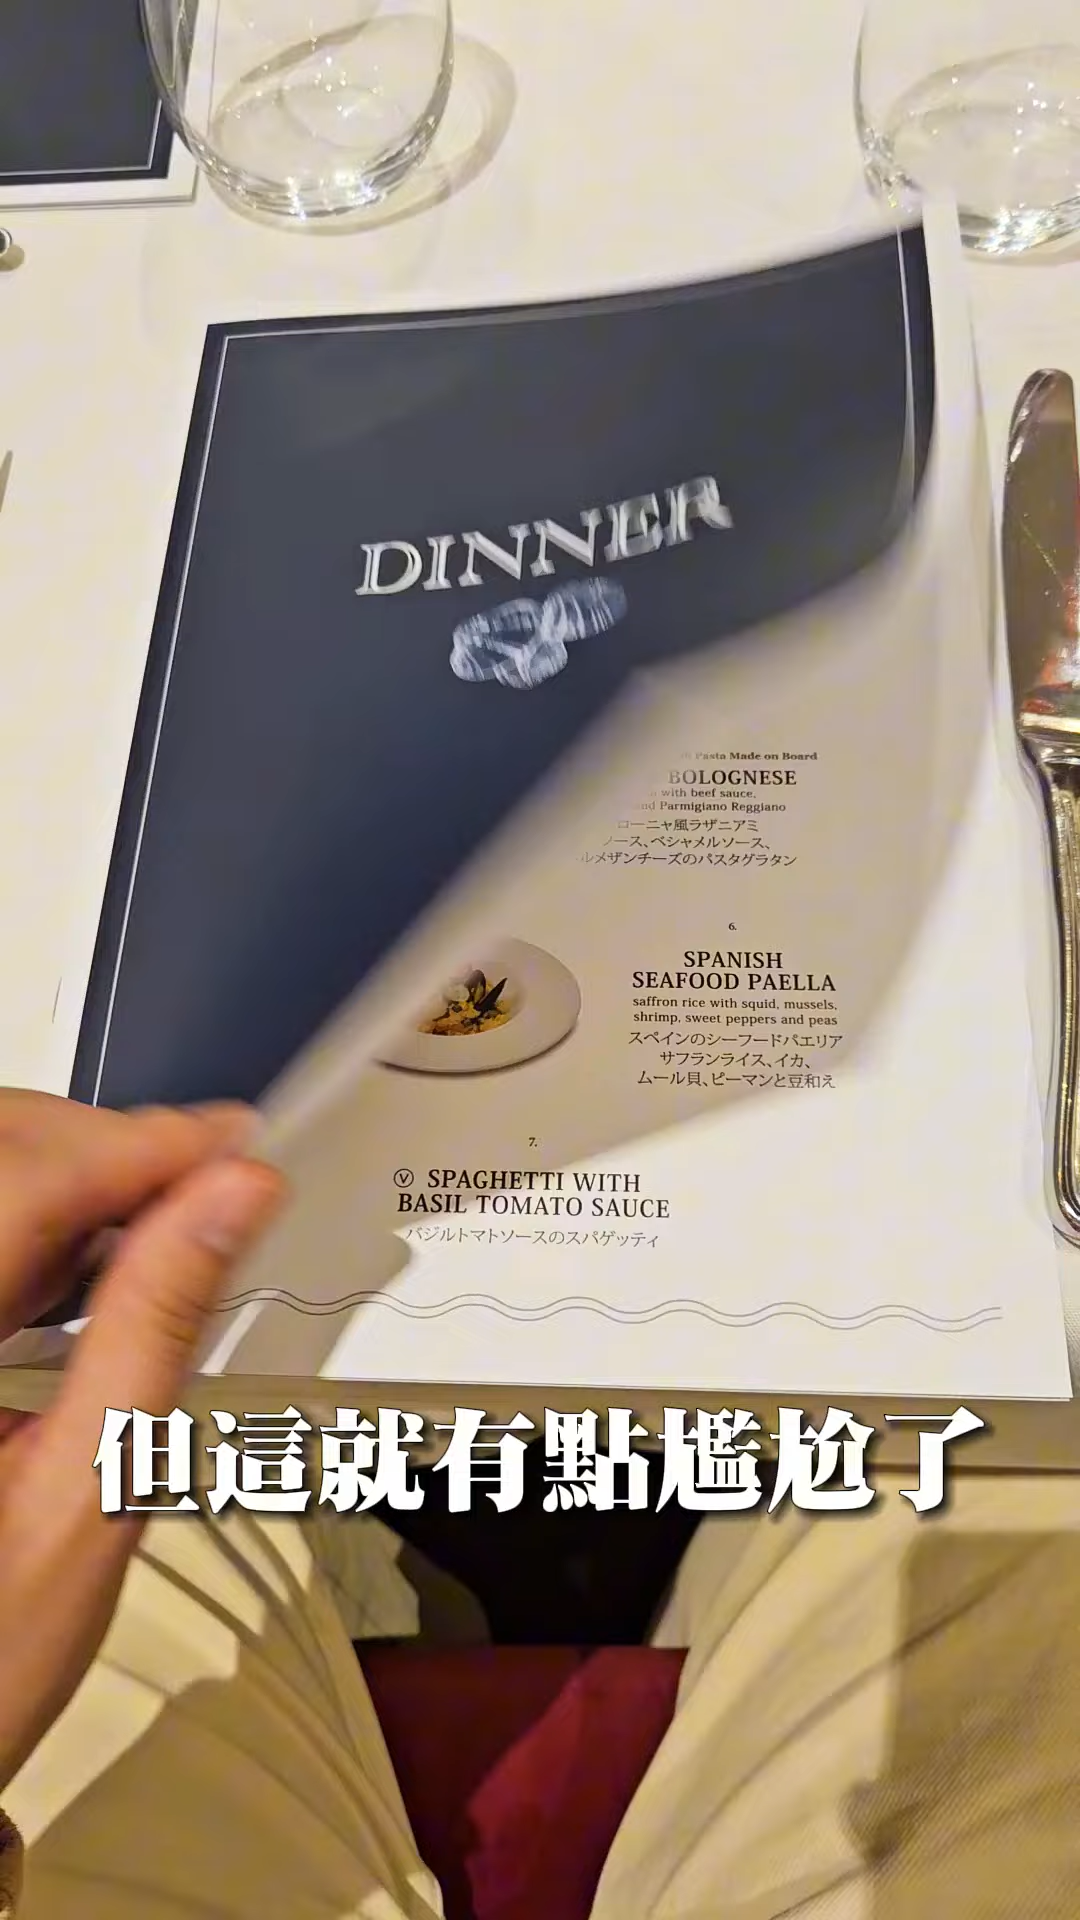 DINNER
Pasta Made on Board
BOLOGNESE
with beef sauce,
and Parmigiano Reggiano
ローニャ風ラザニアミ
ソース、ベシャメルソース、
ルメザンチーズのパスタグラタン
6.
SPANISH
SEAFOOD PAELLA
saffron rice with squid, mussels,
shrimp, sweet peppers and peas
スペインのシーフードパエリア
サフランライス、イカ、
ムール貝、ピーマンと豆和え
7.
Ⓥ SPAGHETTI WITH
BASIL TOMATO SAUCE
バジルトマトソースのスパゲッティ
但這就有點尷尬了